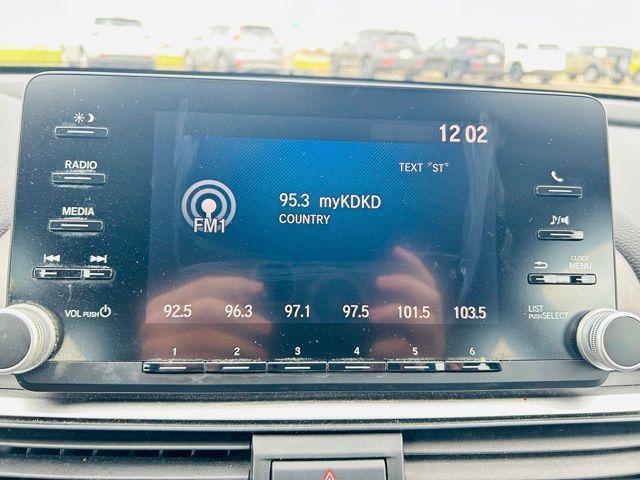 12 02
TEXT "ST"
RADIO
95.3 myKDKD
MEDIA
FM1
COUNTRY
CLOCK
MENU
VOL PUSH
92.5 96.3 97.1 97.5 101.5 103.5
LIST
PUSH SELECT
1 2 3 4 5 6